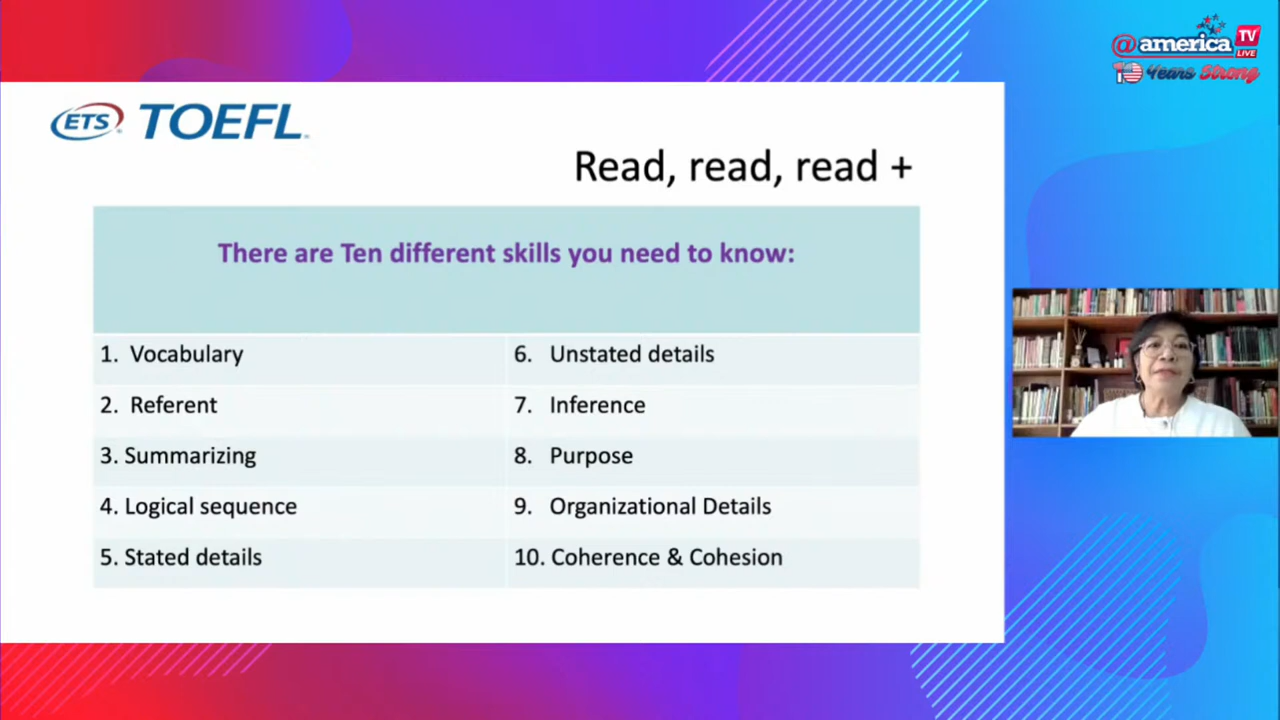 @america TV
LIVE
10 Years Strong
ETS TOEFL
Read, read, read +
There are Ten different skills you need to know:
1. Vocabulary
6. Unstated details
2. Referent
7. Inference
3. Summarizing
8. Purpose
4. Logical sequence
9. Organizational Details
5. Stated details
10. Coherence & Cohesion